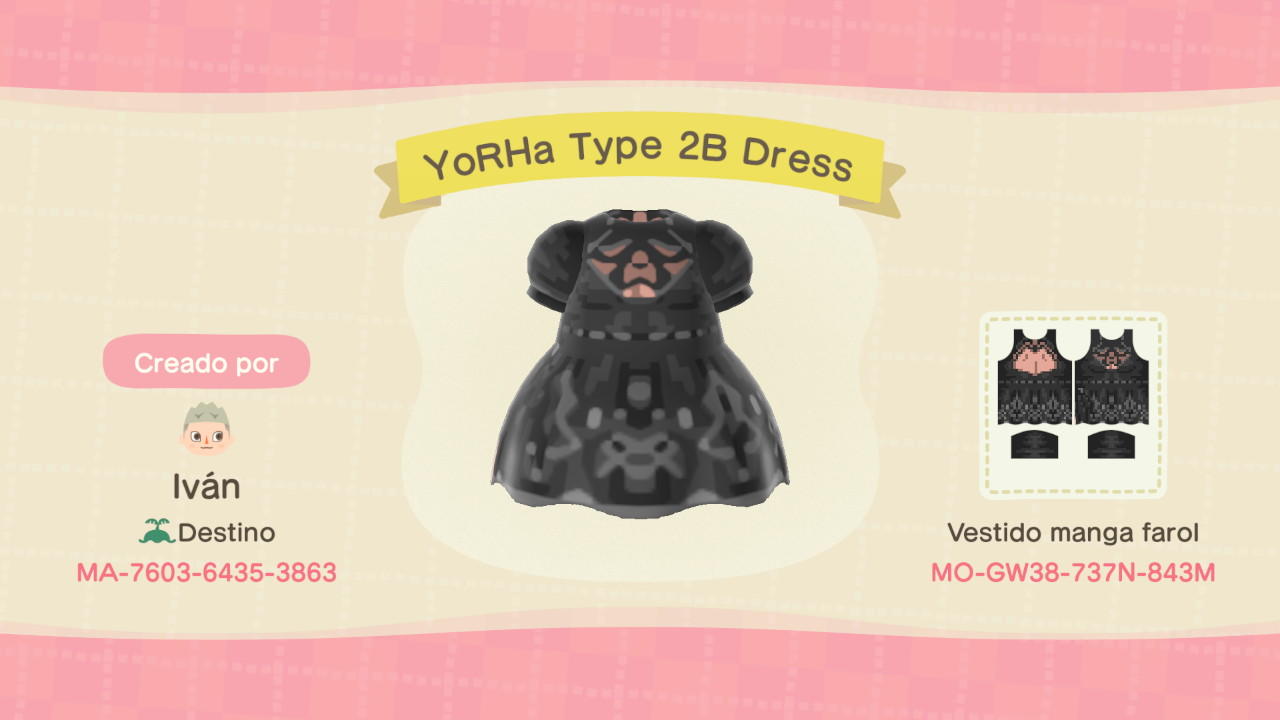 YoRHa Type 2B Dress
Creado por
Iván
Destino
MA-7603-6435-3863
Vestido manga farol
MO-GW38-737N-843M